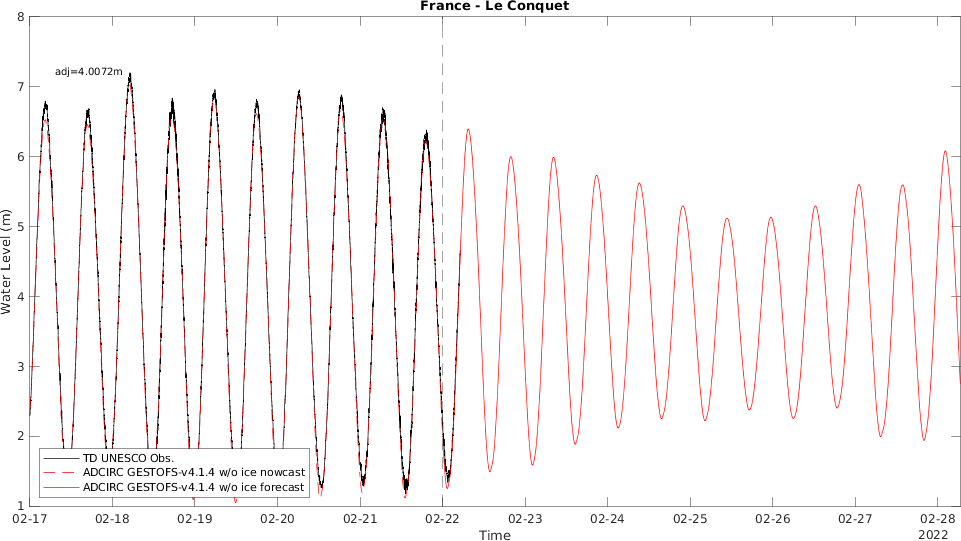 France - Le Conquet
8
7
6
5
4
3
2
1
Water Level (m)
adj=4.0072m
TD UNESCO Obs.
ADCIRC GESTOFS-v4.1.4 w/o ice nowcast
ADCIRC GESTOFS-v4.1.4 w/o ice forecast
02-17 02-18 02-19 02-20 02-21 02-22 02-23 02-24 02-25 02-26 02-27 02-28
2022
Time